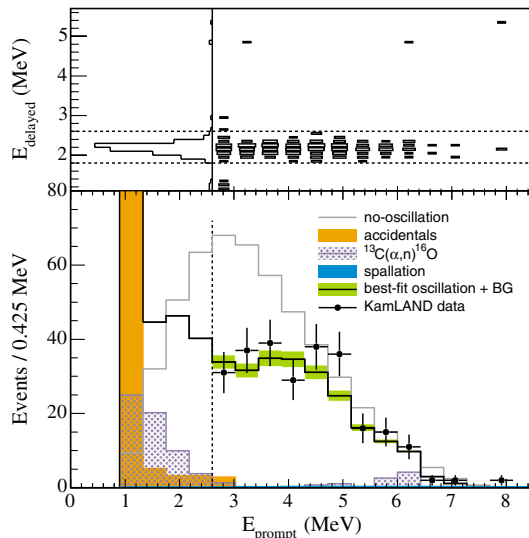 5
4
3
2
E_delayed (MeV)
80
60
40
20
0
Events / 0.425 MeV
no-oscillation
accidentals
¹³C(α,n)¹⁶O
spallation
best-fit oscillation + BG
KamLAND data
0 1 2 3 4 5 6 7 8
E_prompt (MeV)